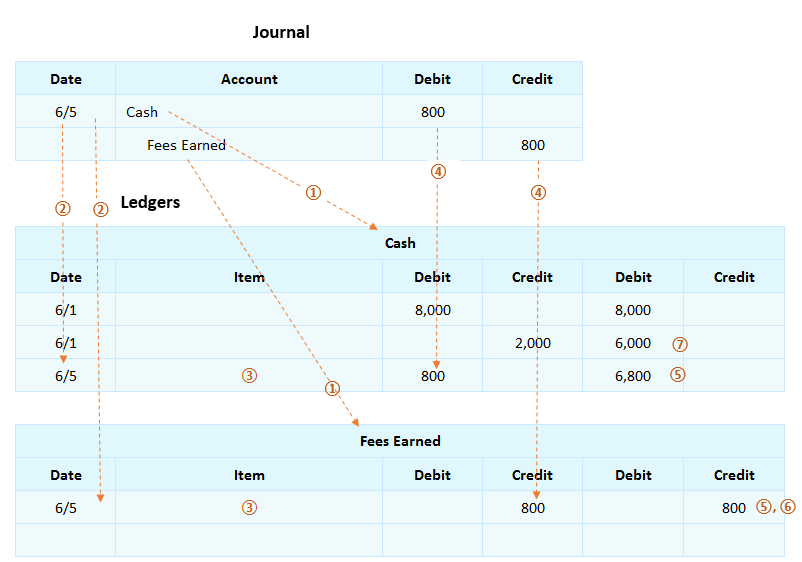 Journal
Date Account Debit Credit
6/5 Cash 800
Fees Earned 800
④
① ④
② ② Ledgers
Cash
Date Item Debit Credit Debit Credit
6/1 8,000 8,000
6/1 2,000 6,000 ⑦
6/5 ③ 800 6,800 ⑤
①
Fees Earned
Date Item Debit Credit Debit Credit
6/5 ③ 800 800 ⑤, ⑥